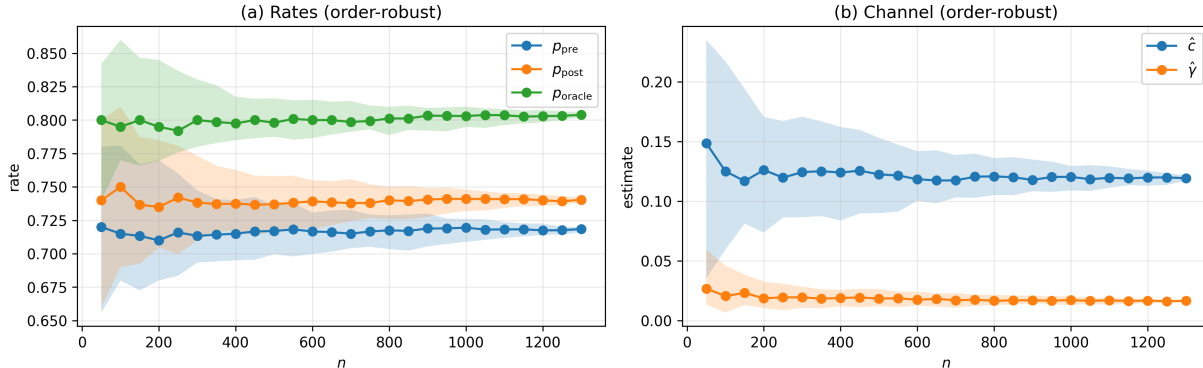 (a) Rates (order-robust)
0.850
0.825
0.800
0.775
0.750
0.725
0.700
0.675
0.650
rate
0
200
400
600
800
1000
1200
n
p_pre
p_post
p_oracle
(b) Channel (order-robust)
0.20
0.15
0.10
0.05
0.00
estimate
0
200
400
600
800
1000
1200
n
ĉ
γ̂